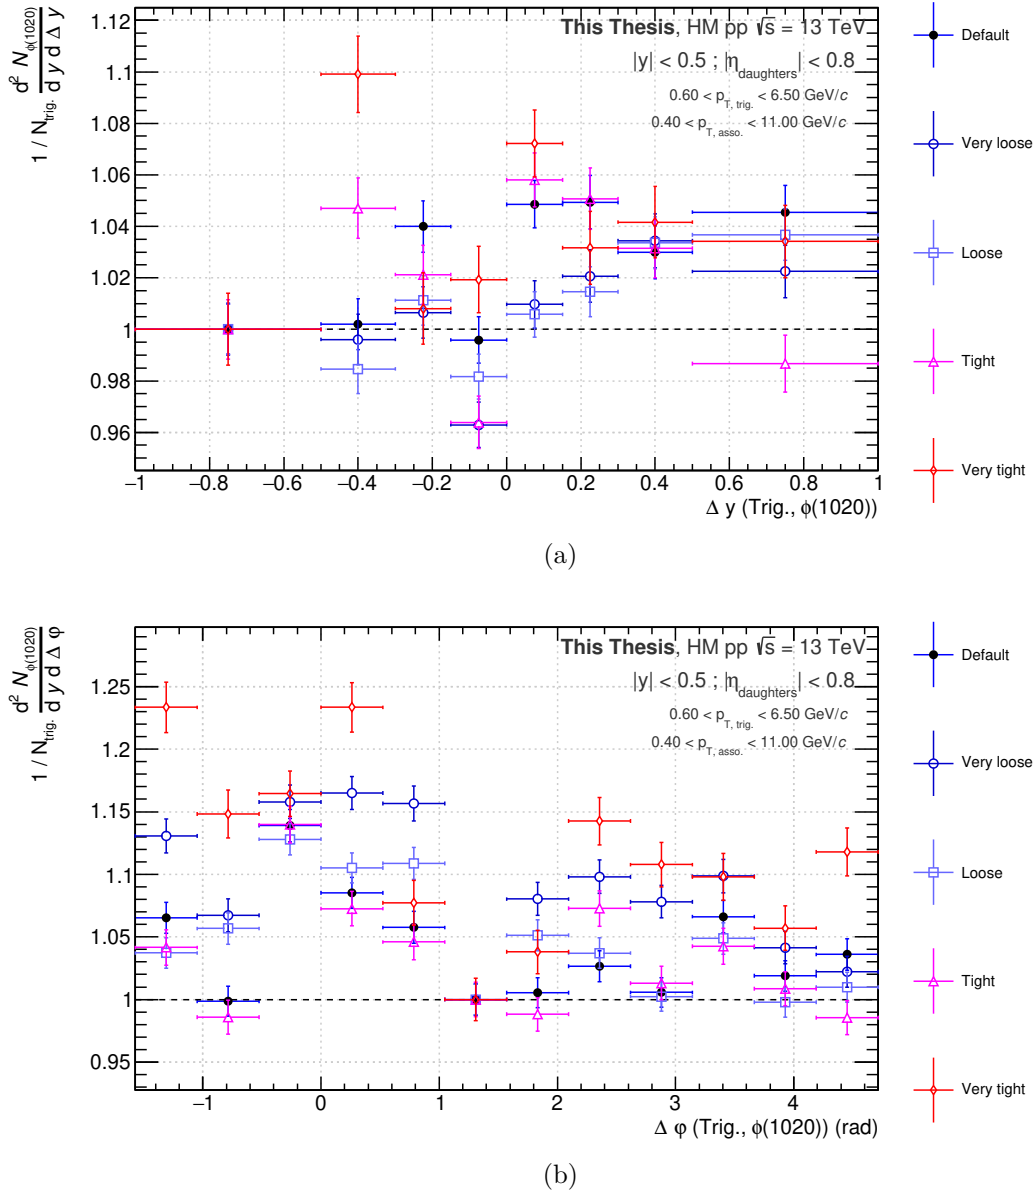 1 / N_trig. d² N_φ(1020) / d y d Δ y
This Thesis, HM pp √s = 13 TeV
|y| < 0.5 ; |η_daughters| < 0.8
0.60 < p_T, trig. < 6.50 GeV/c
0.40 < p_T, asso. < 11.00 GeV/c
1.12
1.1
1.08
1.06
1.04
1.02
1
0.98
0.96
−1 −0.8 −0.6 −0.4 −0.2 0 0.2 0.4 0.6 0.8 1
Δ y (Trig., φ(1020))
Default
Very loose
Loose
Tight
Very tight
(a)
1 / N_trig. d² N_φ(1020) / d y d Δ φ
This Thesis, HM pp √s = 13 TeV
|y| < 0.5 ; |η_daughters| < 0.8
0.60 < p_T, trig. < 6.50 GeV/c
0.40 < p_T, asso. < 11.00 GeV/c
1.25
1.2
1.15
1.1
1.05
1
0.95
−1 0 1 2 3 4
Δ φ (Trig., φ(1020)) (rad)
Default
Very loose
Loose
Tight
Very tight
(b)